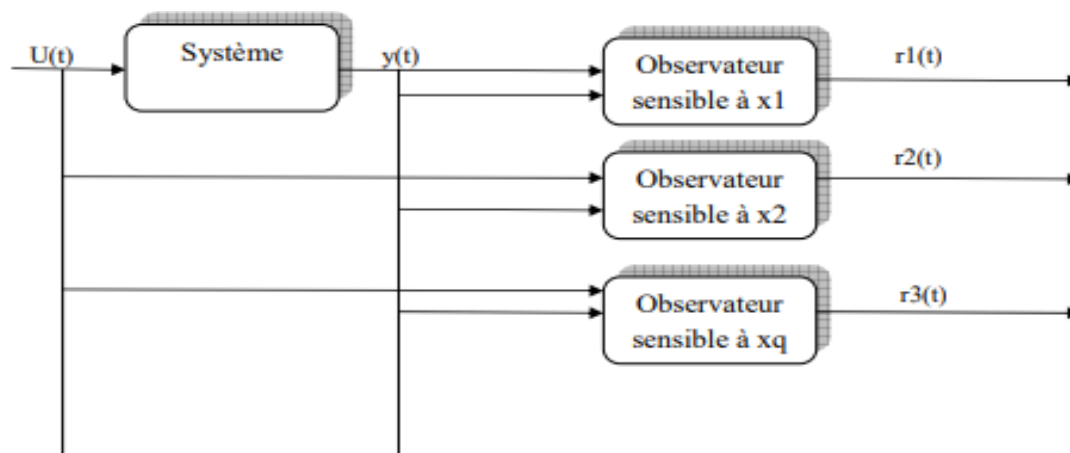 U(t)
Système
y(t)
Observateur
sensible à x1
r1(t)
Observateur
sensible à x2
r2(t)
Observateur
sensible à xq
r3(t)